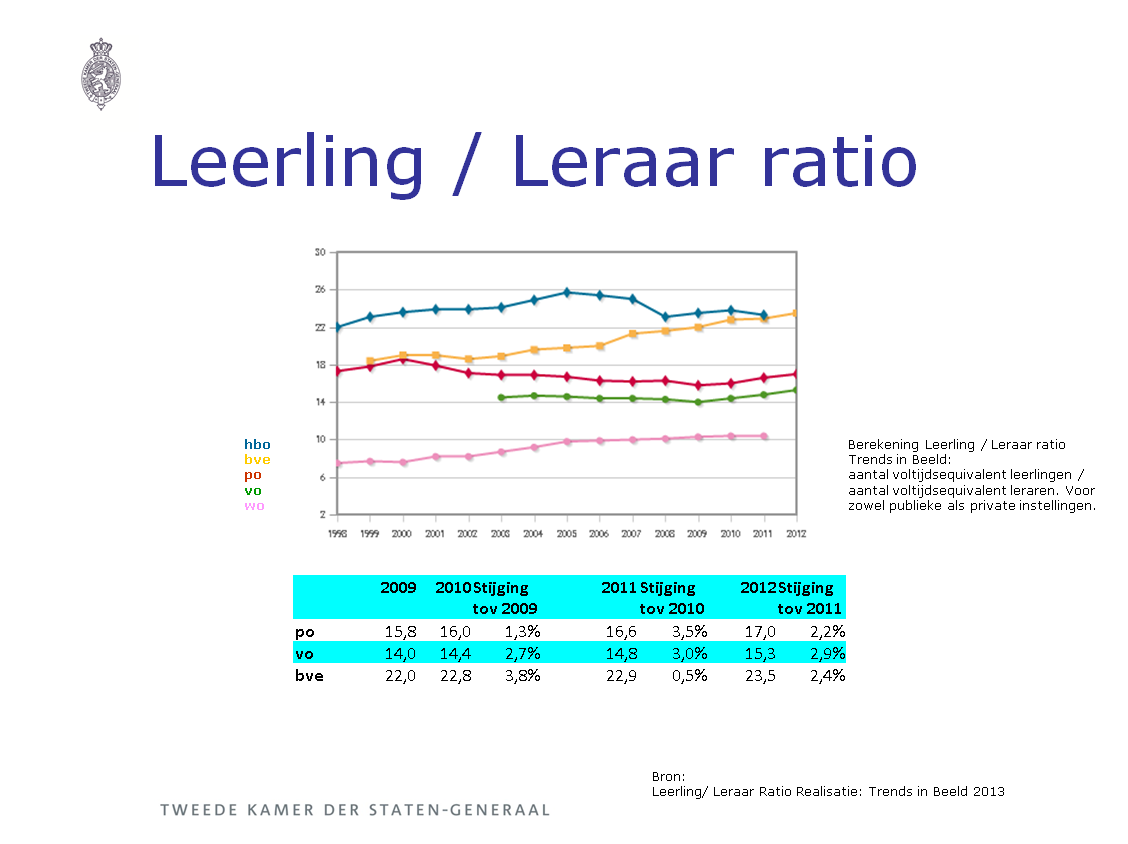 Leerling / Leraar ratio
30
26
22
18
14
10
6
2
1998 1999 2000 2001 2002 2003 2004 2005 2006 2007 2008 2009 2010 2011 2012
hbo
bve
po
vo
wo
Berekening Leerling / Leraar ratio
Trends in Beeld:
aantal voltijdsequivalent leerlingen /
aantal voltijdsequivalent leraren. Voor
zowel publieke als private instellingen.
2009 2010 Stijging 2011 Stijging 2012 Stijging
tov 2009 tov 2010 tov 2011
po 15,8 16,0 1,3% 16,6 3,5% 17,0 2,2%
vo 14,0 14,4 2,7% 14,8 3,0% 15,3 2,9%
bve 22,0 22,8 3,8% 22,9 0,5% 23,5 2,4%
Bron:
Leerling/ Leraar Ratio Realisatie: Trends in Beeld 2013
TWEEDE KAMER DER STATEN-GENERAAL